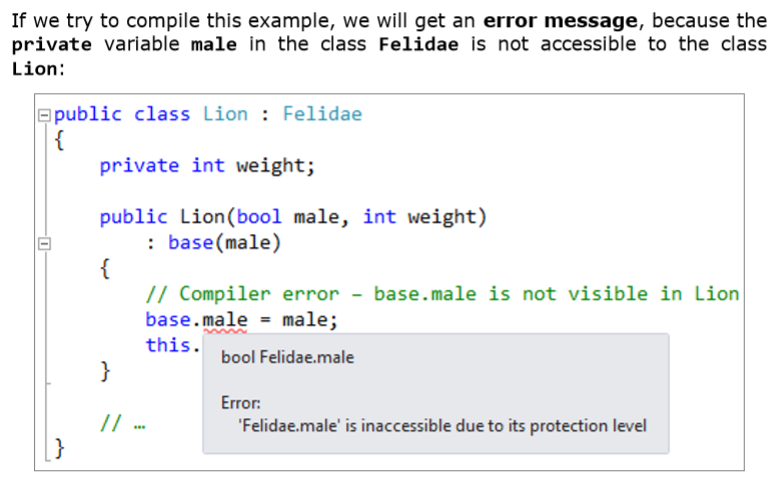 If we try to compile this example, we will get an error message, because the
private variable male in the class Felidae is not accessible to the class
Lion:
public class Lion : Felidae
{
private int weight;
public Lion(bool male, int weight)
: base(male)
{
// Compiler error – base.male is not visible in Lion
base.male = male;
this.
bool Felidae.male
}
Error:
'Felidae.male' is inaccessible due to its protection level
// …
}